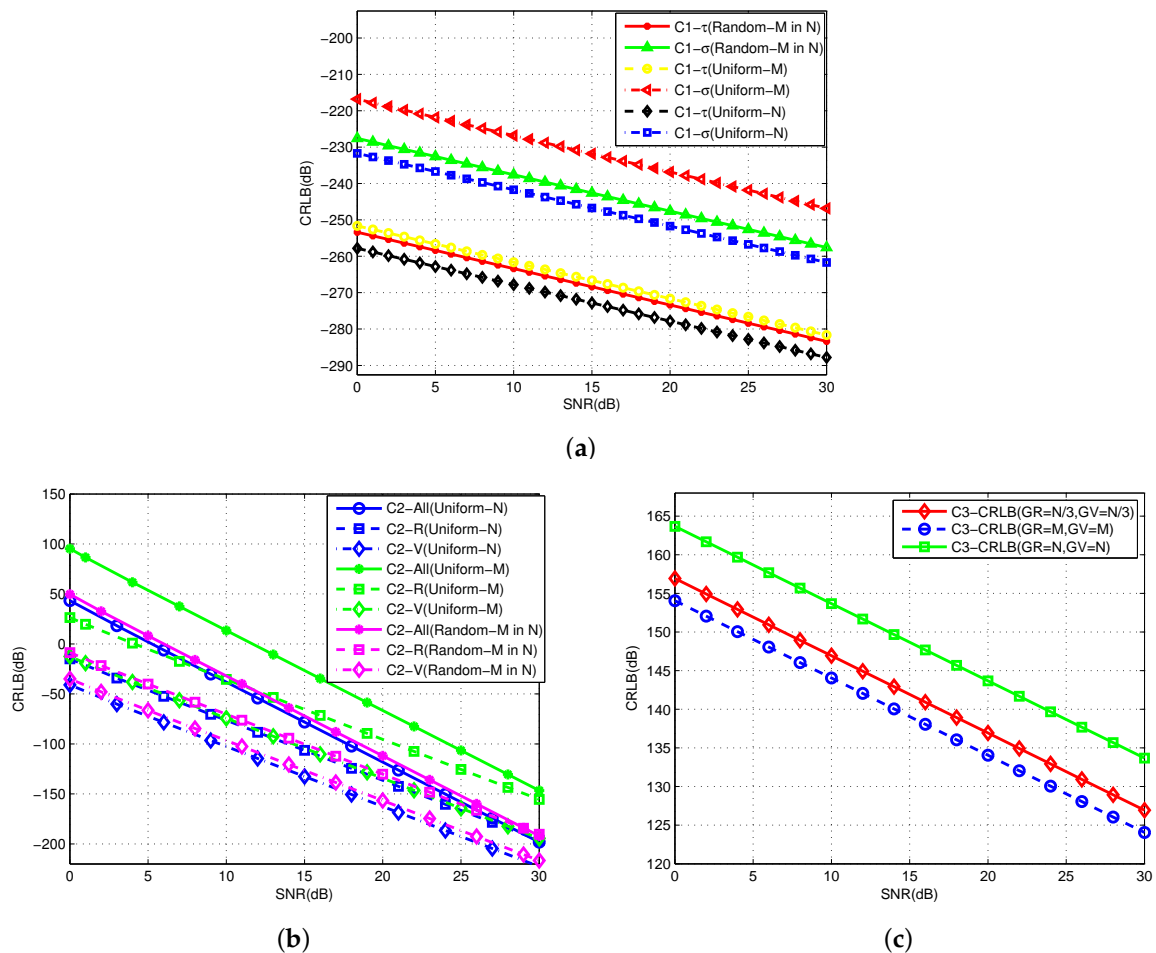 C1−τ(Random−M in N)
C1−σ(Random−M in N)
C1−τ(Uniform−M)
C1−σ(Uniform−M)
C1−τ(Uniform−N)
C1−σ(Uniform−N)
−200
−210
−220
−230
−240
−250
−260
−270
−280
−290
CRLB(dB)
0 5 10 15 20 25 30
SNR(dB)
(a)
C2−All(Uniform−N)
C2−R(Uniform−N)
C2−V(Uniform−N)
C2−All(Uniform−M)
C2−R(Uniform−M)
C2−V(Uniform−M)
C2−All(Random−M in N)
C2−R(Random−M in N)
C2−V(Random−M in N)
150
100
50
0
−50
−100
−150
−200
CRLB(dB)
0 5 10 15 20 25 30
SNR(dB)
(b)
C3−CRLB(GR=N/3,GV=N/3)
C3−CRLB(GR=M,GV=M)
C3−CRLB(GR=N,GV=N)
165
160
155
150
145
140
135
130
125
120
CRLB(dB)
0 5 10 15 20 25 30
SNR(dB)
(c)